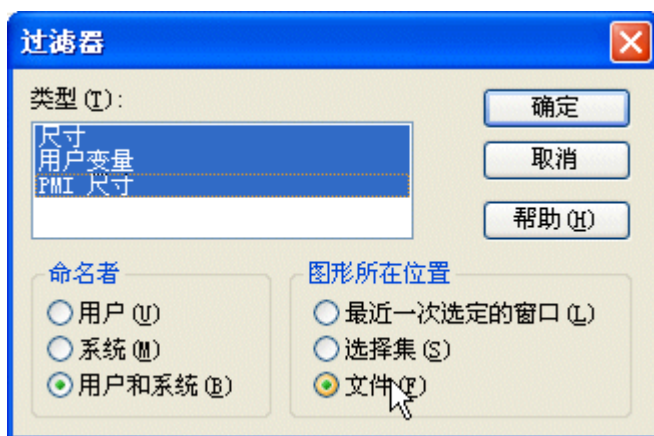 过滤器
类型(T):
确定
尺寸
用户变量
PMI 尺寸
取消
帮助(H)
命名者
图形所在位置
用户(U)
最近一次选定的窗口(L)
系统(M)
选择集(S)
用户和系统(B)
文件(F)